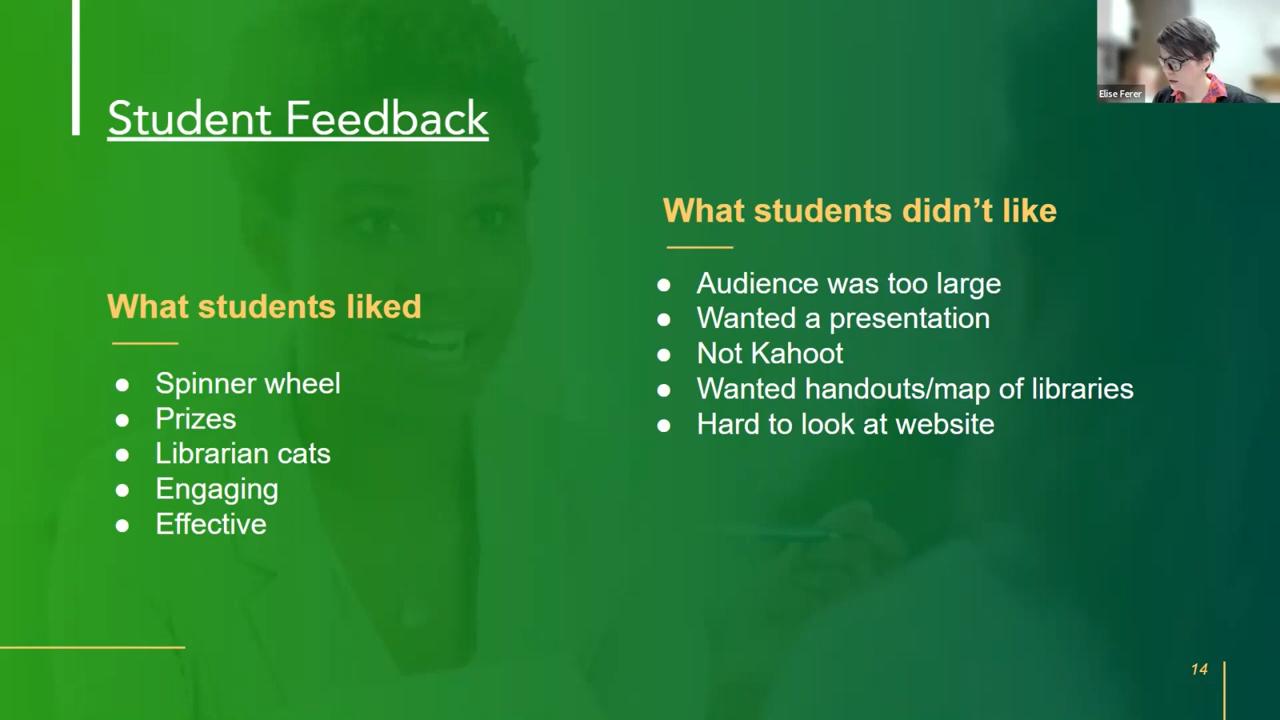 Elise Ferer
Student Feedback
What students liked
● Spinner wheel
● Prizes
● Librarian cats
● Engaging
● Effective
What students didn’t like
● Audience was too large
● Wanted a presentation
● Not Kahoot
● Wanted handouts/map of libraries
● Hard to look at website
14